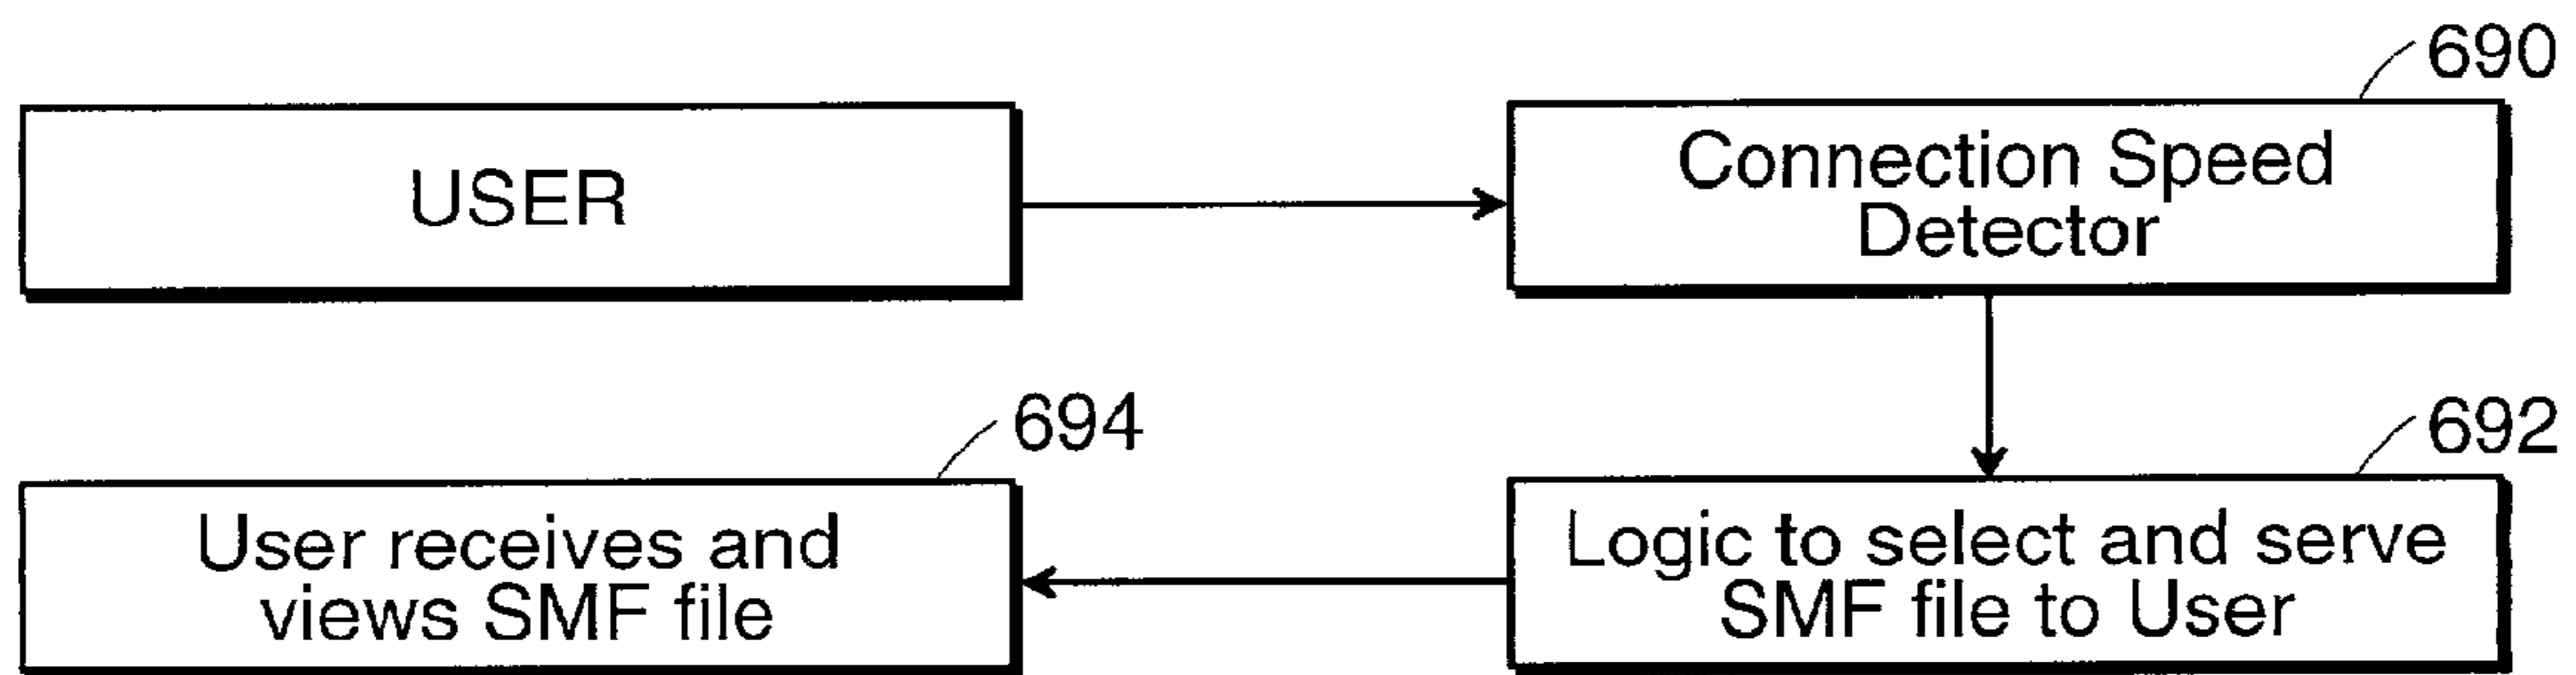 690
USER
Connection Speed
Detector
694
692
User receives and
views SMF file
Logic to select and serve
SMF file to User